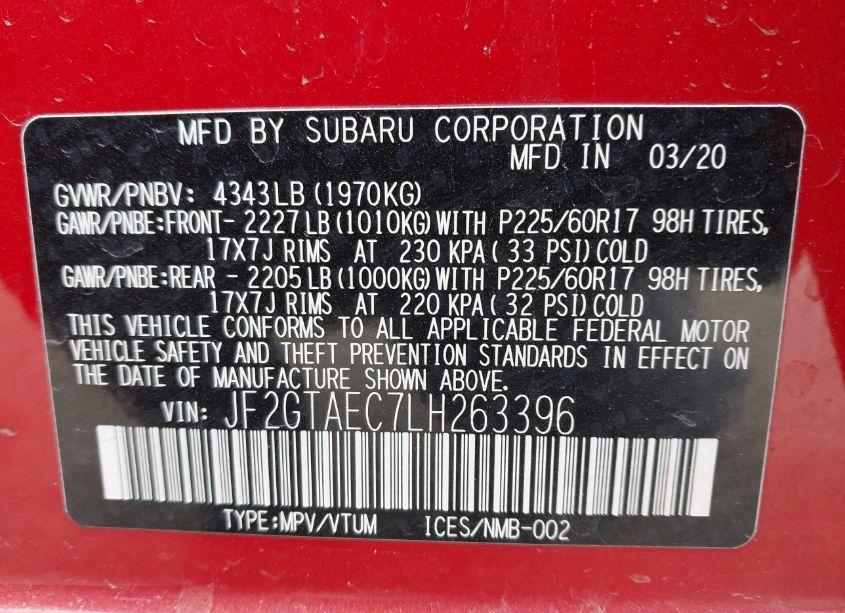 MFD BY SUBARU CORPORATION
MFD IN 03/20
GVWR/PNBV: 4343LB (1970KG)
GAWR/PNBE:FRONT- 2227LB (1010KG) WITH P225/60R17 98H TIRES,
17X7J RIMS AT 230 KPA ( 33 PSI) COLD
GAWR/PNBE:REAR - 2205LB (1000KG) WITH P225/60R17 98H TIRES,
17X7J RIMS AT 220 KPA ( 32 PSI) COLD
THIS VEHICLE CONFORMS TO ALL APPLICABLE FEDERAL MOTOR
VEHICLE SAFETY AND THEFT PREVENTION STANDARDS IN EFFECT ON
THE DATE OF MANUFACTURE SHOWN ABOVE.
VIN: JF2GTAEC7LH263396
TYPE:MPV/VTUM ICES/NMB-002